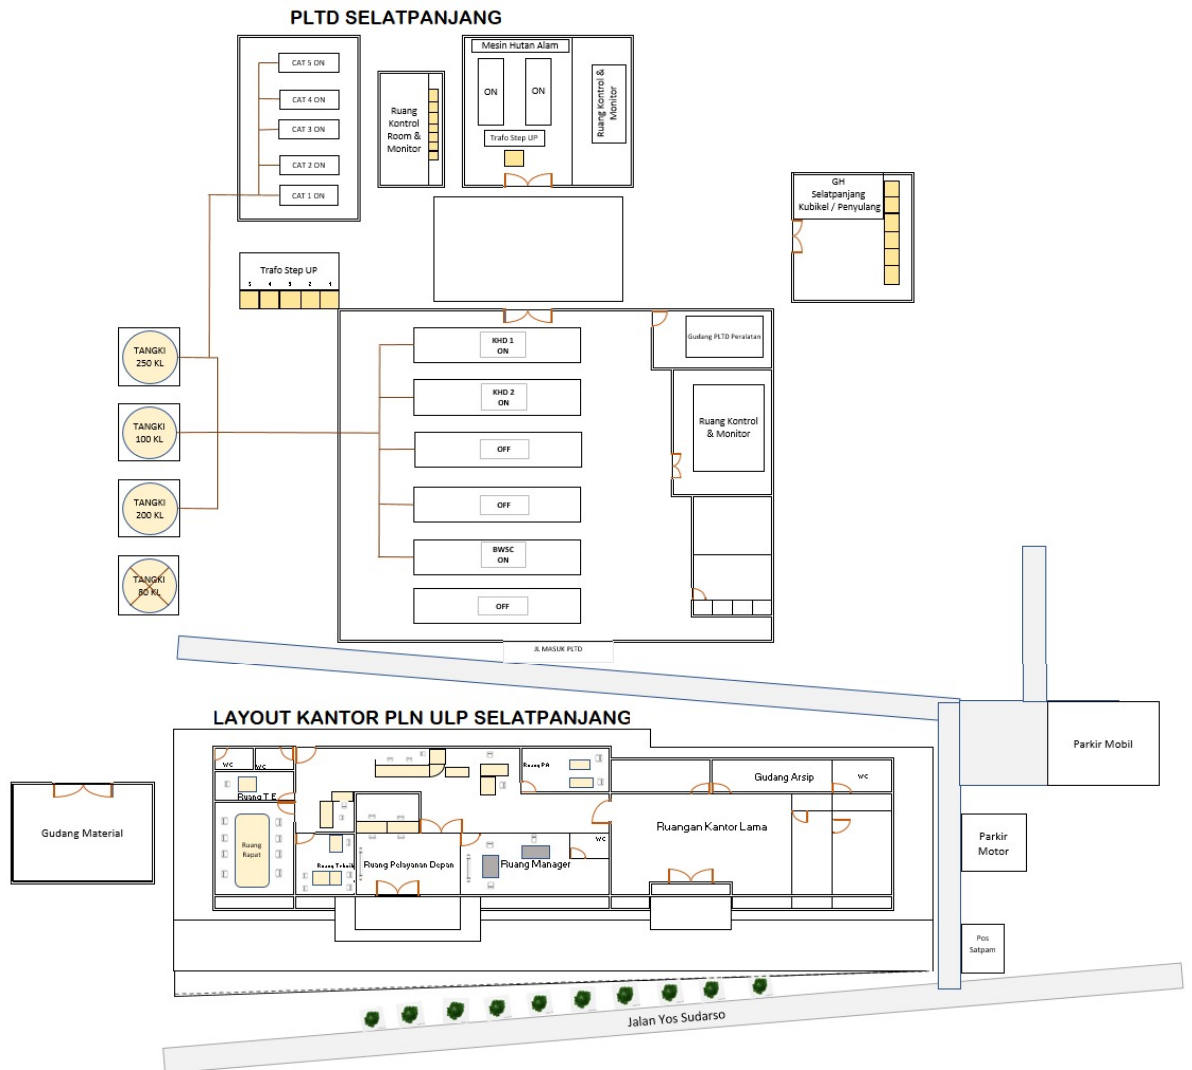 PLTD SELATPANJANG
CAT 5 ON
CAT 4 ON
CAT 3 ON
CAT 2 ON
CAT 1 ON
Ruang
Kontrol
Room &
Monitor
Mesin Hutan Alam
ON
ON
Trafo Step UP
Ruang Kontrol &
Monitor
GH
Selatpanjang
Kubikel / Penyulang
Trafo Step UP
5 4 3 2 1
TANGKI
250 KL
TANGKI
100 KL
TANGKI
200 KL
TANGKI
80 KL
KHD 1
ON
KHD 2
ON
OFF
OFF
BWSC
ON
OFF
Gudang PLTD Peralatan
Ruang Kontrol
& Monitor
JL MASUK PLTD
LAYOUT KANTOR PLN ULP SELATPANJANG
Parkir Mobil
Parkir
Motor
Pos
Satpam
Gudang Material
WC
WC
Ruang T.E
Ruang
Rapat
Ruang Teknik
Ruang Pelayanan Depan
Ruang PA
Ruang Manager
WC
Gudang Arsip
WC
Ruangan Kantor Lama
Jalan Yos Sudarso